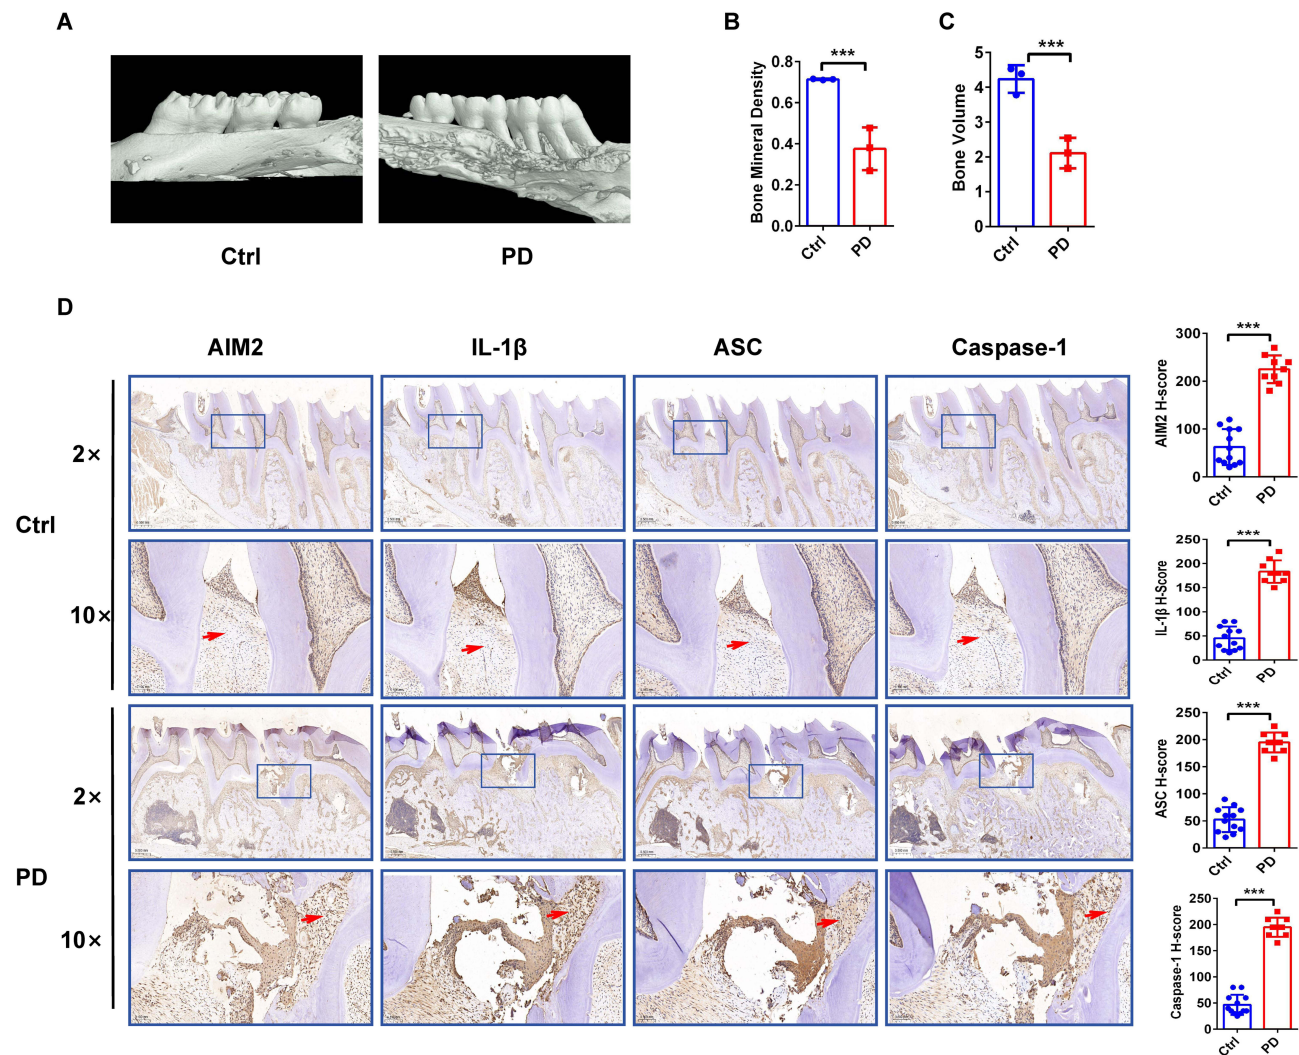 A
Ctrl
PD
B
***
Bone Mineral Density
0.8
0.6
0.4
0.2
0.0
Ctrl
PD
C
***
Bone Volume
5
4
3
2
1
0
Ctrl
PD
D
AIM2
IL-1β
ASC
Caspase-1
Ctrl
2×
10×
PD
2×
10×
***
AIM2 H-score
300
200
100
0
Ctrl
PD
***
IL-1β H-Score
250
200
150
100
50
0
Ctrl
PD
***
ASC H-score
250
200
150
100
50
0
Ctrl
PD
***
Caspase-1 H-score
250
200
150
100
50
0
Ctrl
PD